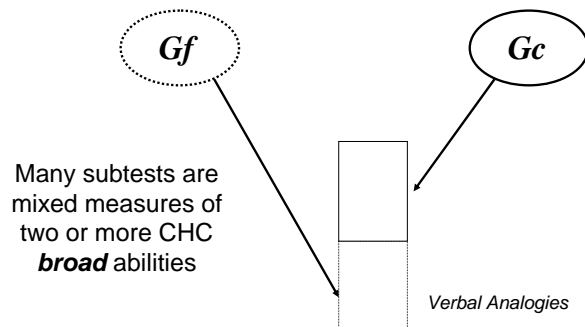 Gf
Gc
Many subtests are
mixed measures of
two or more CHC
broad abilities
Verbal Analogies